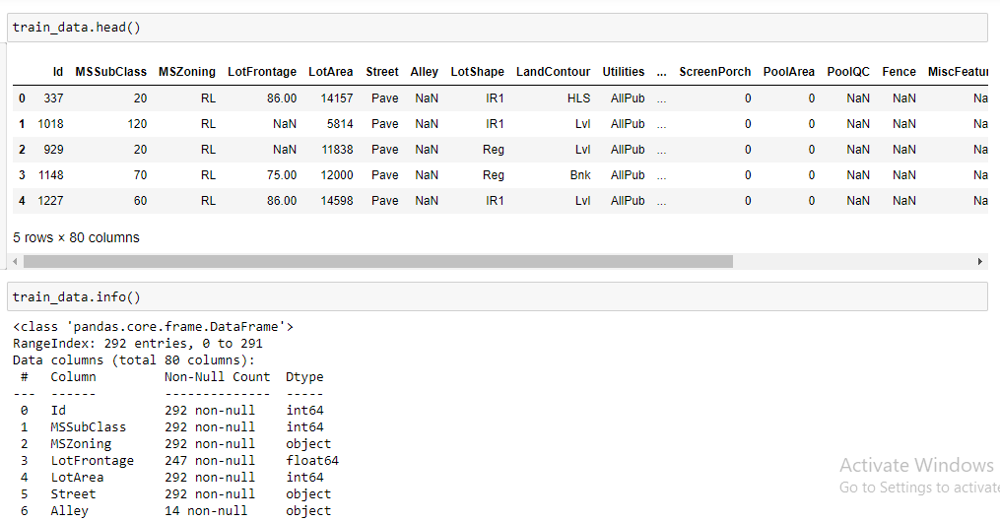 train_data.head()
Id MSSubClass MSZoning LotFrontage LotArea Street Alley LotShape LandContour Utilities ... ScreenPorch PoolArea PoolQC Fence MiscFeatu
0 337 20 RL 86.00 14157 Pave NaN IR1 HLS AllPub ... 0 0 NaN NaN Na
1 1018 120 RL NaN 5814 Pave NaN IR1 Lvl AllPub ... 0 0 NaN NaN Na
2 929 20 RL NaN 11838 Pave NaN Reg Lvl AllPub ... 0 0 NaN NaN Na
3 1148 70 RL 75.00 12000 Pave NaN Reg Bnk AllPub ... 0 0 NaN NaN Na
4 1227 60 RL 86.00 14598 Pave NaN IR1 Lvl AllPub ... 0 0 NaN NaN Na
5 rows × 80 columns
train_data.info()
<class 'pandas.core.frame.DataFrame'>
RangeIndex: 292 entries, 0 to 291
Data columns (total 80 columns):
# Column Non-Null Count Dtype
--- ------ -------------- -----
0 Id 292 non-null int64
1 MSSubClass 292 non-null int64
2 MSZoning 292 non-null object
3 LotFrontage 247 non-null float64
4 LotArea 292 non-null int64
5 Street 292 non-null object
6 Alley 14 non-null object
Activate Windows
Go to Settings to activate